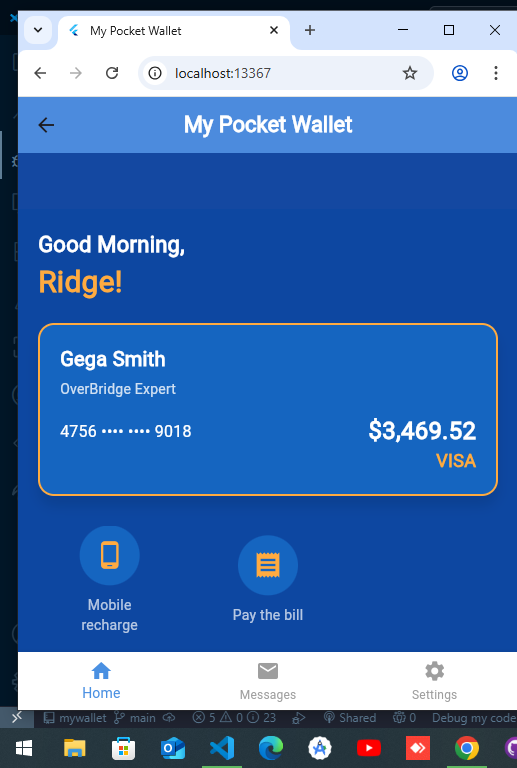 My Pocket Wallet
localhost:13367
My Pocket Wallet
Good Morning,
Ridge!
Gega Smith
OverBridge Expert
4756 •••• •••• 9018
$3,469.52
VISA
Mobile
recharge
Pay the bill
Home
Messages
Settings
mywallet main 5 0 23 Shared 0 Debug my code